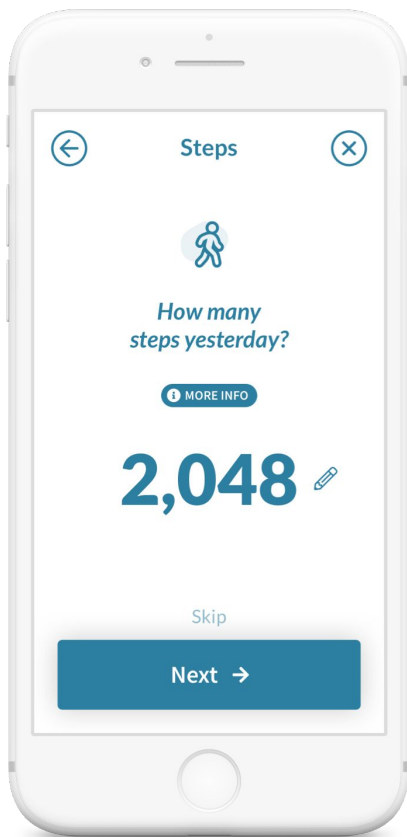 Steps
How many
steps yesterday?
MORE INFO
2,048
Skip
Next